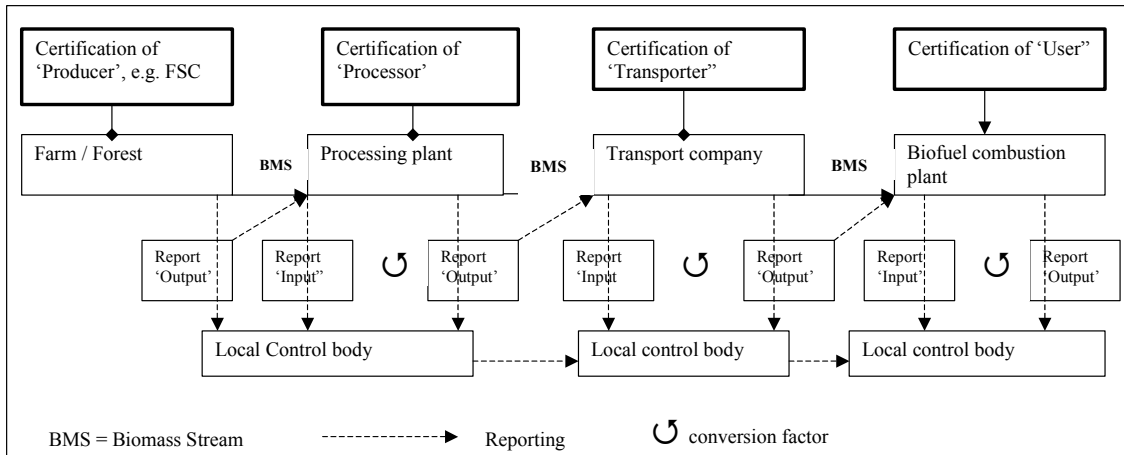 Certification of
‘Producer’, e.g. FSC
Certification of
‘Processor’
Certification of
‘Transporter”
Certification of ‘User”
Farm / Forest
BMS
Processing plant
BMS
Transport company
BMS
Biofuel combustion
plant
Report
‘Output’
Report
‘Input”
Report
‘Output’
Report
‘Input
Report
‘Output’
Report
‘Input’
Report
‘Output’
Local Control body
Local control body
Local control body
BMS = Biomass Stream
Reporting
conversion factor